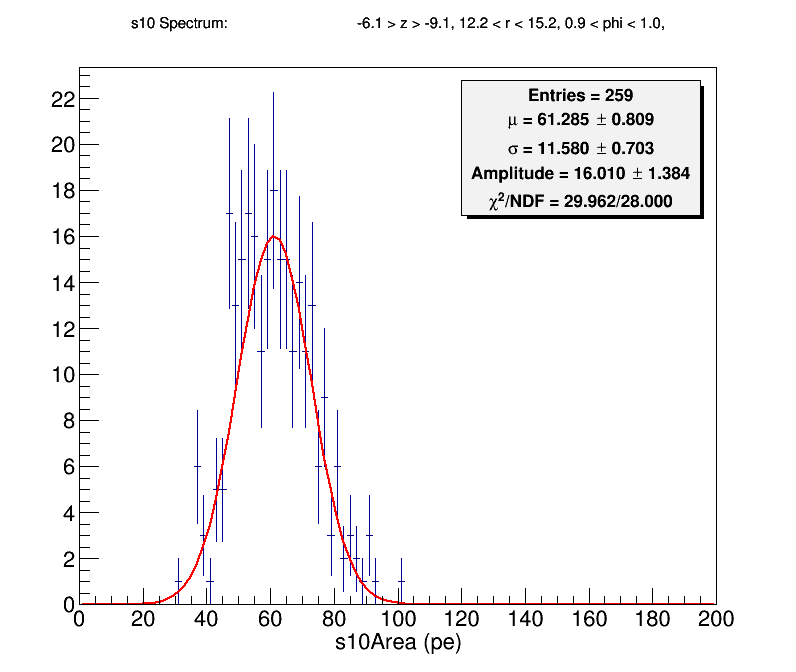 s10 Spectrum: -6.1 > z > -9.1, 12.2 < r < 15.2, 0.9 < phi < 1.0,
Entries = 259
μ = 61.285 ± 0.809
σ = 11.580 ± 0.703
Amplitude = 16.010 ± 1.384
χ²/NDF = 29.962/28.000
22
20
18
16
14
12
10
8
6
4
2
0
0 20 40 60 80 100 120 140 160 180 200
s10Area (pe)